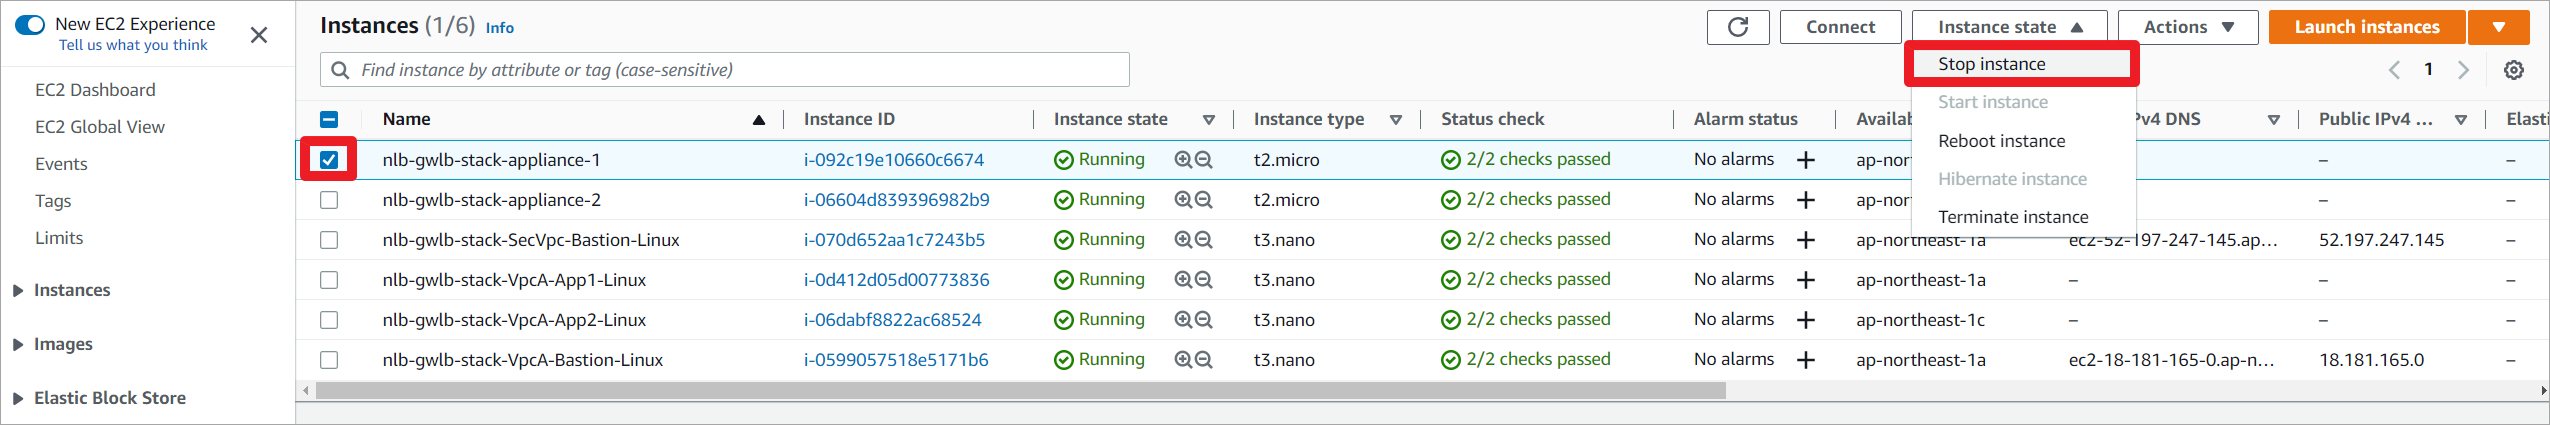 New EC2 Experience
Tell us what you think
EC2 Dashboard
EC2 Global View
Events
Tags
Limits
Instances
Images
Elastic Block Store
Instances (1/6) Info
Connect
Instance state
Actions
Launch instances
Find instance by attribute or tag (case-sensitive)
1
Stop instance
Start instance
Reboot instance
Hibernate instance
Terminate instance
Name Instance ID Instance state Instance type Status check Alarm status Availab Pv4 DNS Public IPv4 ... Elasti
nlb-gwlb-stack-appliance-1 i-092c19e10660c6674 Running t2.micro 2/2 checks passed No alarms + ap-nort – –
nlb-gwlb-stack-appliance-2 i-06604d839396982b9 Running t2.micro 2/2 checks passed No alarms + ap-nort – –
nlb-gwlb-stack-SecVpc-Bastion-Linux i-070d652aa1c7243b5 Running t3.nano 2/2 checks passed No alarms + ap-northeast-1a ec2-52-197-247-145.ap... 52.197.247.145 –
nlb-gwlb-stack-VpcA-App1-Linux i-0d412d05d00773836 Running t3.nano 2/2 checks passed No alarms + ap-northeast-1a – – –
nlb-gwlb-stack-VpcA-App2-Linux i-06dabf8822ac68524 Running t3.nano 2/2 checks passed No alarms + ap-northeast-1c – – –
nlb-gwlb-stack-VpcA-Bastion-Linux i-0599057518e5171b6 Running t3.nano 2/2 checks passed No alarms + ap-northeast-1a ec2-18-181-165-0.ap-n... 18.181.165.0 –